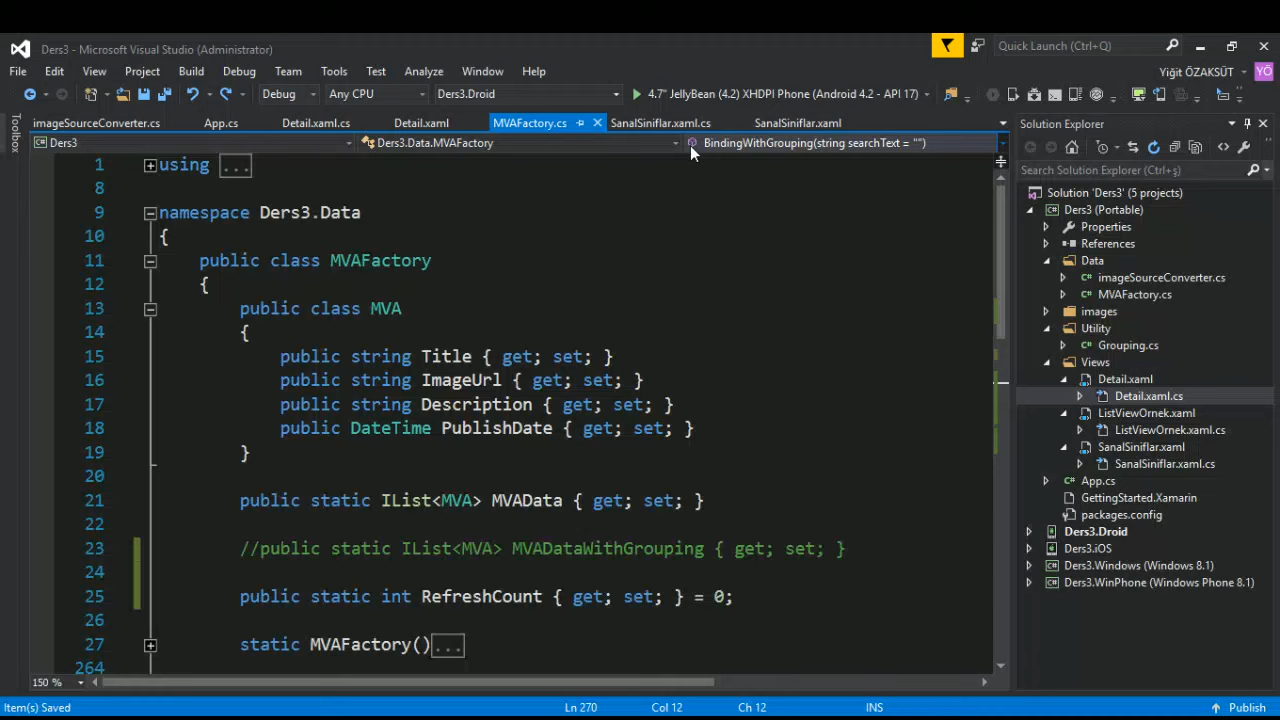 Ders3 - Microsoft Visual Studio (Administrator)
Quick Launch (Ctrl+Q)
File Edit View Project Build Debug Team Tools Test Analyze Window Help
Yiğit ÖZAKSÜT YÖ
Debug Any CPU Ders3.Droid 4.7" JellyBean (4.2) XHDPI Phone (Android 4.2 - API 17)
Toolbox
imageSourceConverter.cs App.cs Detail.xaml.cs Detail.xaml MVAFactory.cs SanalSiniflar.xaml.cs SanalSiniflar.xaml
Ders3 Ders3.Data.MVAFactory BindingWithGrouping(string searchText = "")
1 using ...
8
9 namespace Ders3.Data
10 {
11 public class MVAFactory
12 {
13 public class MVA
14 {
15 public string Title { get; set; }
16 public string ImageUrl { get; set; }
17 public string Description { get; set; }
18 public DateTime PublishDate { get; set; }
19 }
20
21 public static IList<MVA> MVAData { get; set; }
22
23 //public static IList<MVA> MVADataWithGrouping { get; set; }
24
25 public static int RefreshCount { get; set; } = 0;
26
27 static MVAFactory()...
264
150 %
Solution Explorer
Search Solution Explorer (Ctrl+ş)
Solution 'Ders3' (5 projects)
Ders3 (Portable)
Properties
References
Data
imageSourceConverter.cs
MVAFactory.cs
images
Utility
Grouping.cs
Views
Detail.xaml
Detail.xaml.cs
ListViewOrnek.xaml
ListViewOrnek.xaml.cs
SanalSiniflar.xaml
SanalSiniflar.xaml.cs
App.cs
GettingStarted.Xamarin
packages.config
Ders3.Droid
Ders3.iOS
Ders3.Windows (Windows 8.1)
Ders3.WinPhone (Windows Phone 8.1)
Item(s) Saved Ln 270 Col 12 Ch 12 INS Publish